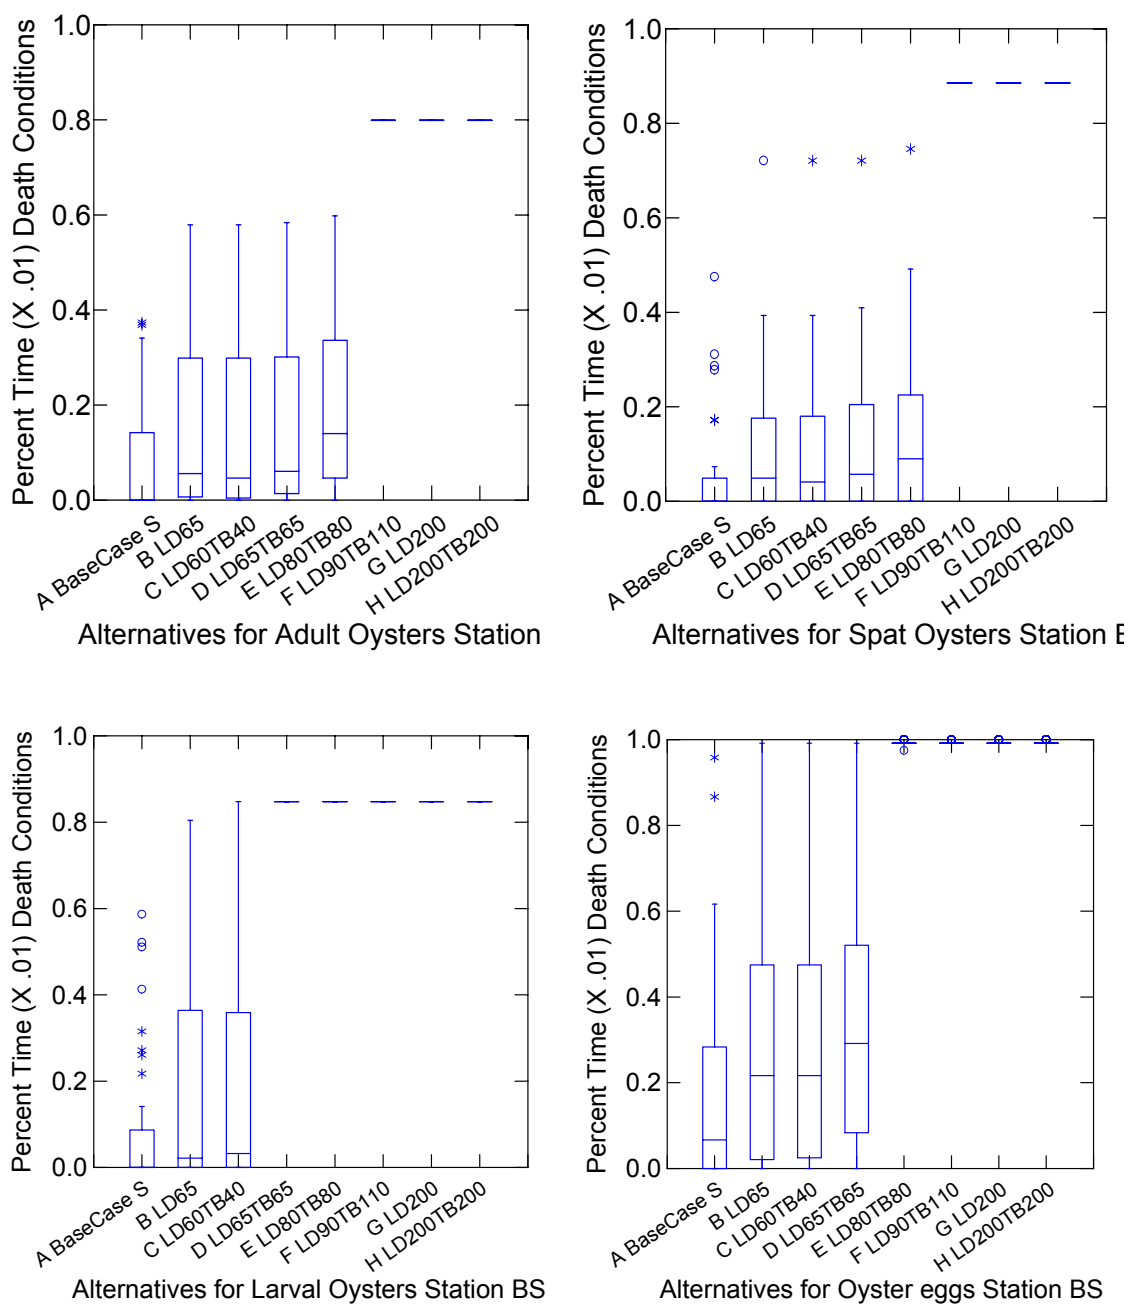 Percent Time (X .01) Death Conditions
1.0
0.8
0.6
0.4
0.2
0.0
A BaseCase S
B LD65
C LD60TB40
D LD65TB65
E LD80TB80
F LD90TB110
G LD200
H LD200TB200
Alternatives for Adult Oysters Station
Percent Time (X .01) Death Conditions
1.0
0.8
0.6
0.4
0.2
0.0
A BaseCase S
B LD65
C LD60TB40
D LD65TB65
E LD80TB80
F LD90TB110
G LD200
H LD200TB200
Alternatives for Spat Oysters Station
Percent Time (X .01) Death Conditions
1.0
0.8
0.6
0.4
0.2
0.0
A BaseCase S
B LD65
C LD60TB40
D LD65TB65
E LD80TB80
F LD90TB110
G LD200
H LD200TB200
Alternatives for Larval Oysters Station BS
Percent Time (X .01) Death Conditions
1.0
0.8
0.6
0.4
0.2
0.0
A BaseCase S
B LD65
C LD60TB40
D LD65TB65
E LD80TB80
F LD90TB110
G LD200
H LD200TB200
Alternatives for Oyster eggs Station BS